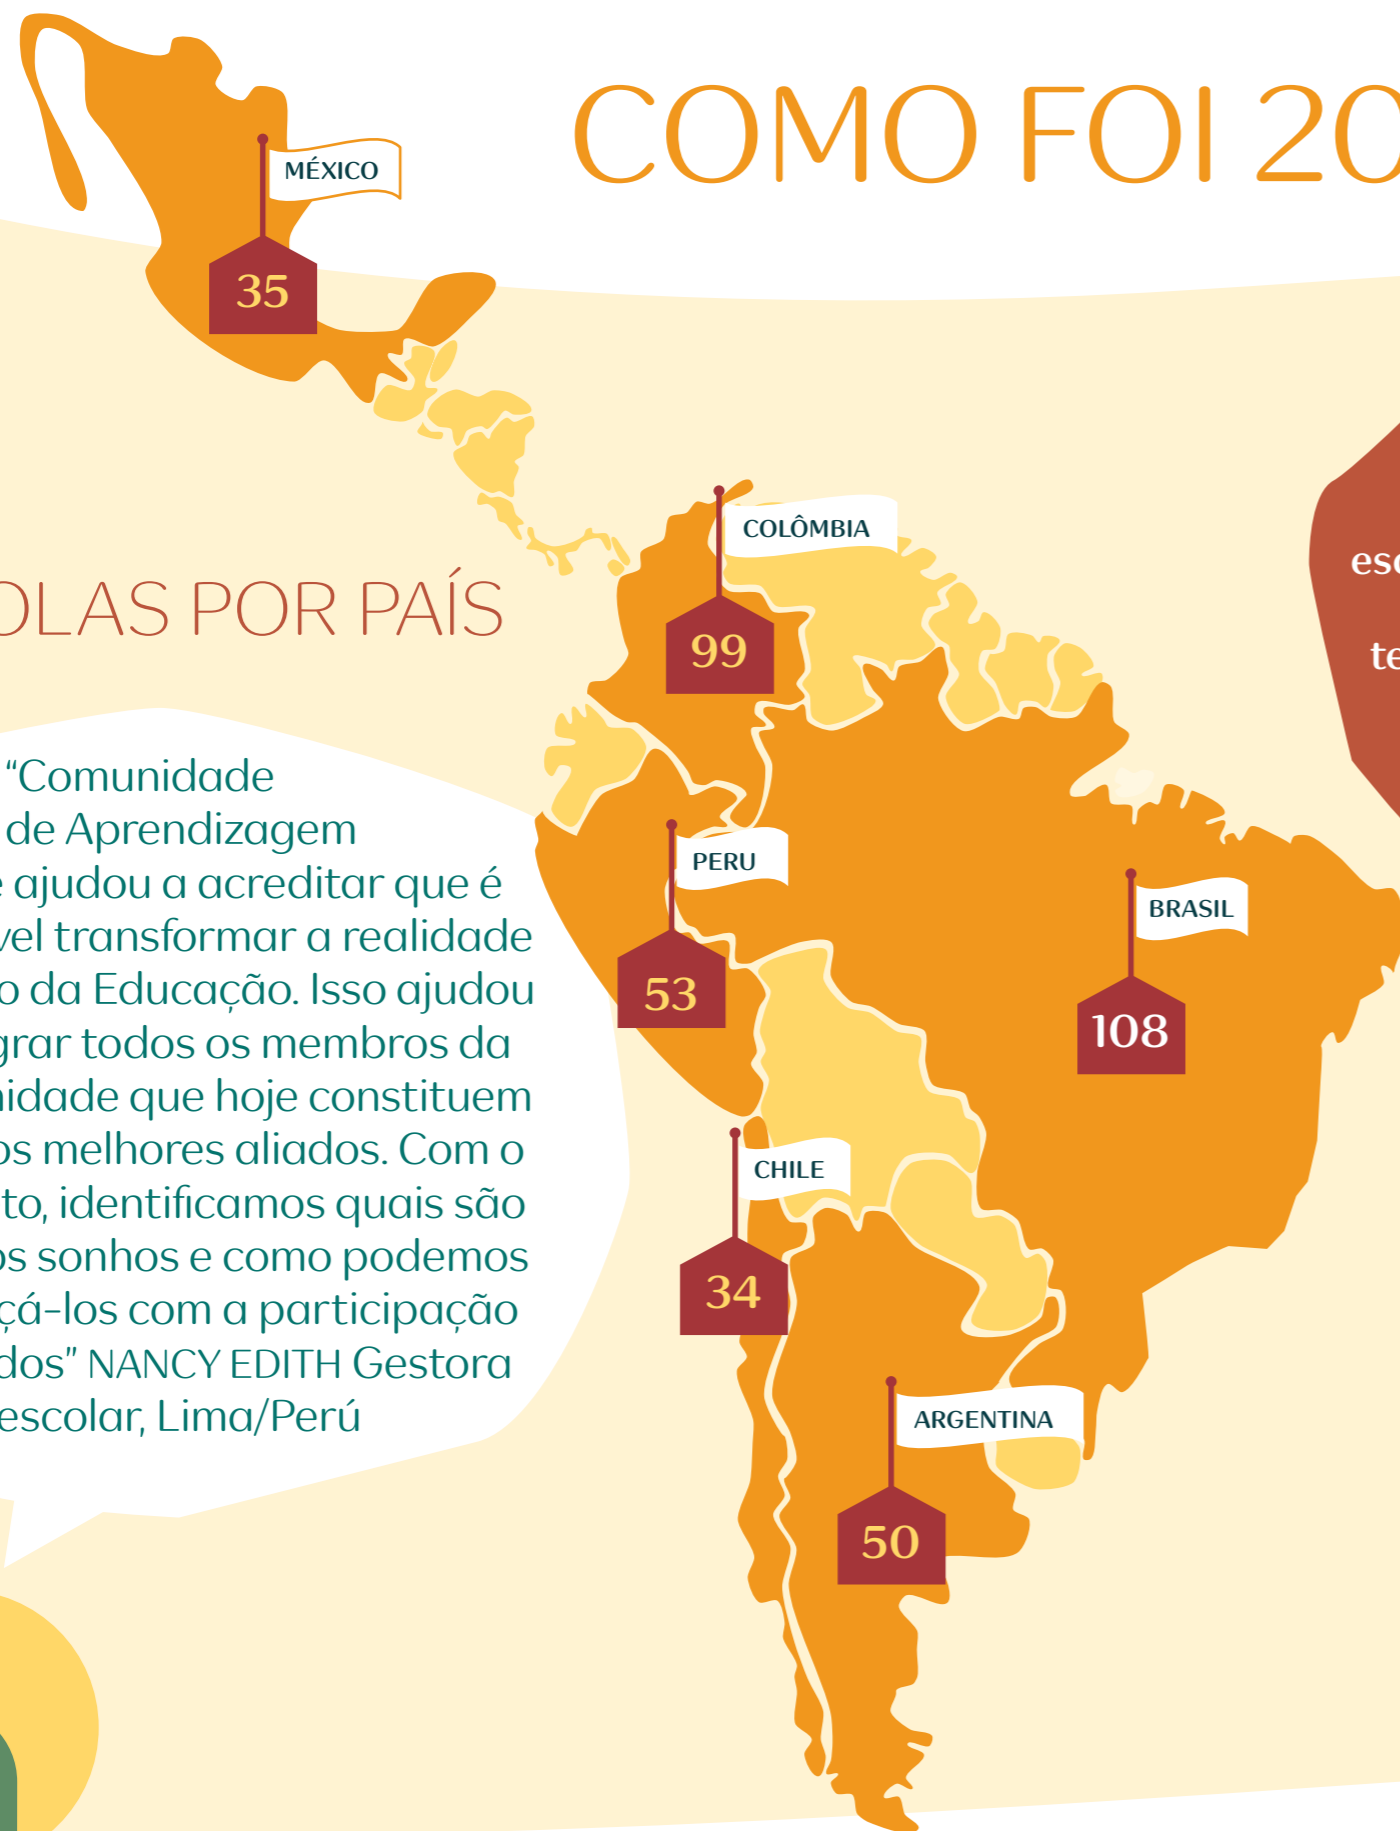 COMO FOI 20
MÉXICO
35
COLÔMBIA
99
OLAS POR PAÍS
PERU
53
BRASIL
108
CHILE
34
ARGENTINA
50
“Comunidade
de Aprendizagem
e ajudou a acreditar que é
vel transformar a realidade
o da Educação. Isso ajudou
grar todos os membros da
nidade que hoje constituem
os melhores aliados. Com o
to, identificamos quais são
os sonhos e como podemos
çá-los com a participação
dos” NANCY EDITH Gestora
escolar, Lima/Perú
esc
te